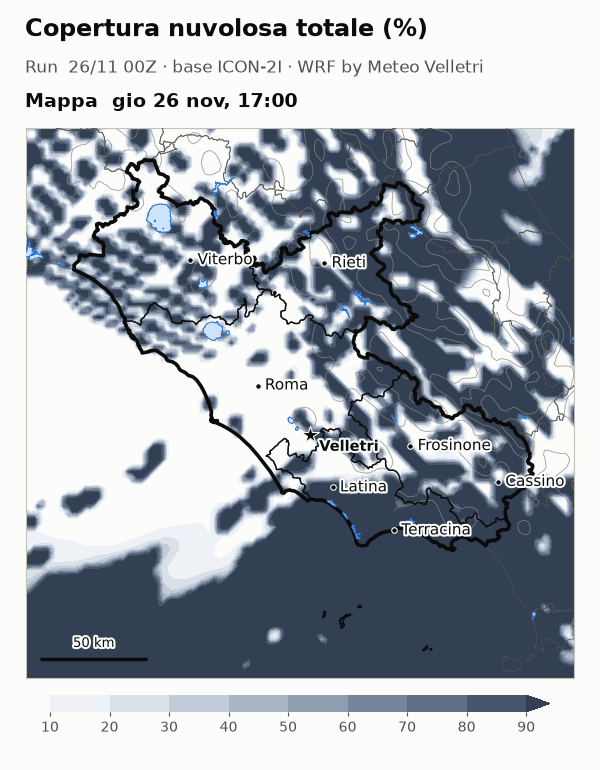 Copertura nuvolosa totale (%)
Run 26/11 00Z · base ICON-2I · WRF by Meteo Velletri
Mappa gio 26 nov, 17:00
Viterbo
Rieti
Roma
Velletri
Frosinone
Cassino
Latina
Terracina
50 km
10 20 30 40 50 60 70 80 90